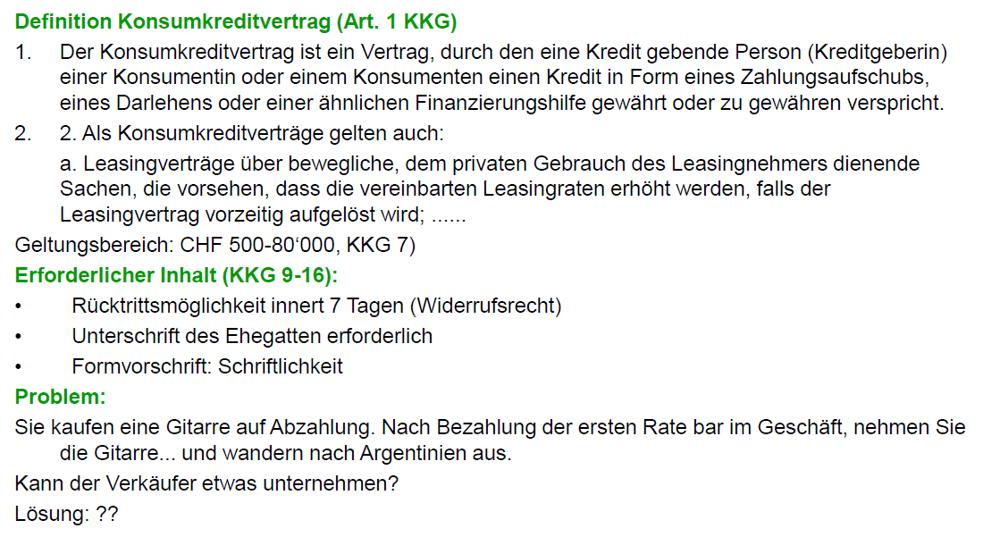 Definition Konsumkreditvertrag (Art. 1 KKG)
1. Der Konsumkreditvertrag ist ein Vertrag, durch den eine Kredit gebende Person (Kreditgeberin)
einer Konsumentin oder einem Konsumenten einen Kredit in Form eines Zahlungsaufschubs,
eines Darlehens oder einer ähnlichen Finanzierungshilfe gewährt oder zu gewähren verspricht.
2. 2. Als Konsumkreditverträge gelten auch:
a. Leasingverträge über bewegliche, dem privaten Gebrauch des Leasingnehmers dienende
Sachen, die vorsehen, dass die vereinbarten Leasingraten erhöht werden, falls der
Leasingvertrag vorzeitig aufgelöst wird; ......
Geltungsbereich: CHF 500-80‘000, KKG 7)
Erforderlicher Inhalt (KKG 9-16):
• Rücktrittsmöglichkeit innert 7 Tagen (Widerrufsrecht)
• Unterschrift des Ehegatten erforderlich
• Formvorschrift: Schriftlichkeit
Problem:
Sie kaufen eine Gitarre auf Abzahlung. Nach Bezahlung der ersten Rate bar im Geschäft, nehmen Sie
die Gitarre... und wandern nach Argentinien aus.
Kann der Verkäufer etwas unternehmen?
Lösung: ??